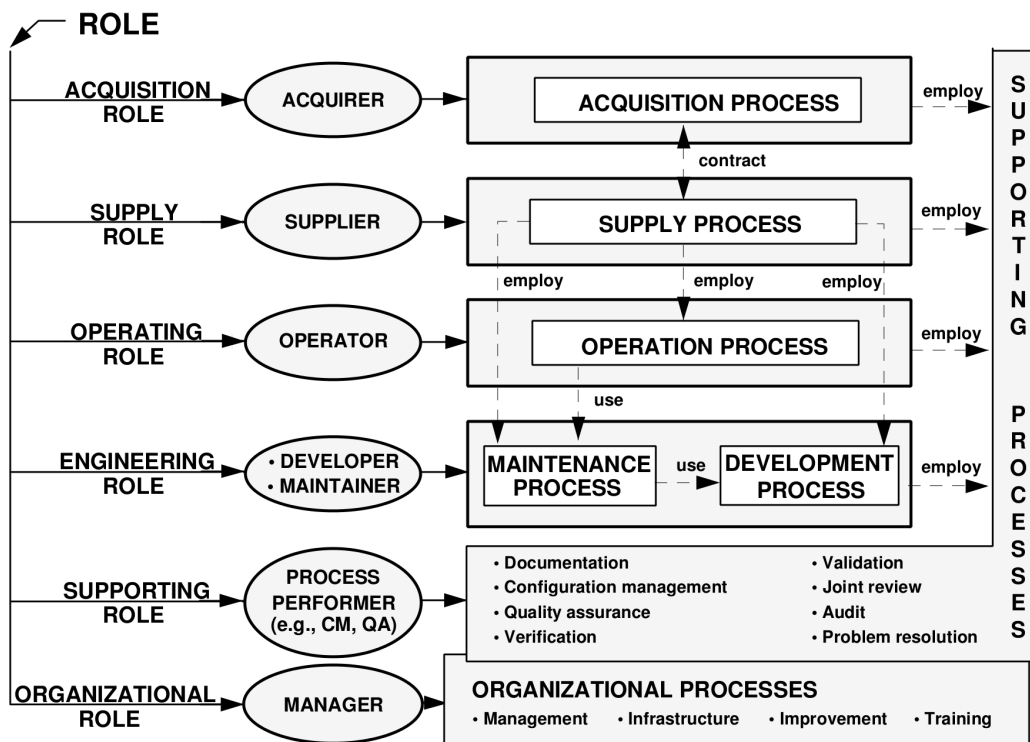 ROLE
ACQUISITION
ROLE
ACQUIRER
ACQUISITION PROCESS
employ
contract
SUPPLY
ROLE
SUPPLIER
SUPPLY PROCESS
employ
employ
employ
employ
OPERATING
ROLE
OPERATOR
OPERATION PROCESS
employ
use
ENGINEERING
ROLE
• DEVELOPER
• MAINTAINER
MAINTENANCE
PROCESS
use
DEVELOPMENT
PROCESS
employ
SUPPORTING PROCESSES
SUPPORTING
ROLE
PROCESS
PERFORMER
(e.g., CM, QA)
• Documentation
• Configuration management
• Quality assurance
• Verification
• Validation
• Joint review
• Audit
• Problem resolution
ORGANIZATIONAL
ROLE
MANAGER
ORGANIZATIONAL PROCESSES
• Management • Infrastructure • Improvement • Training